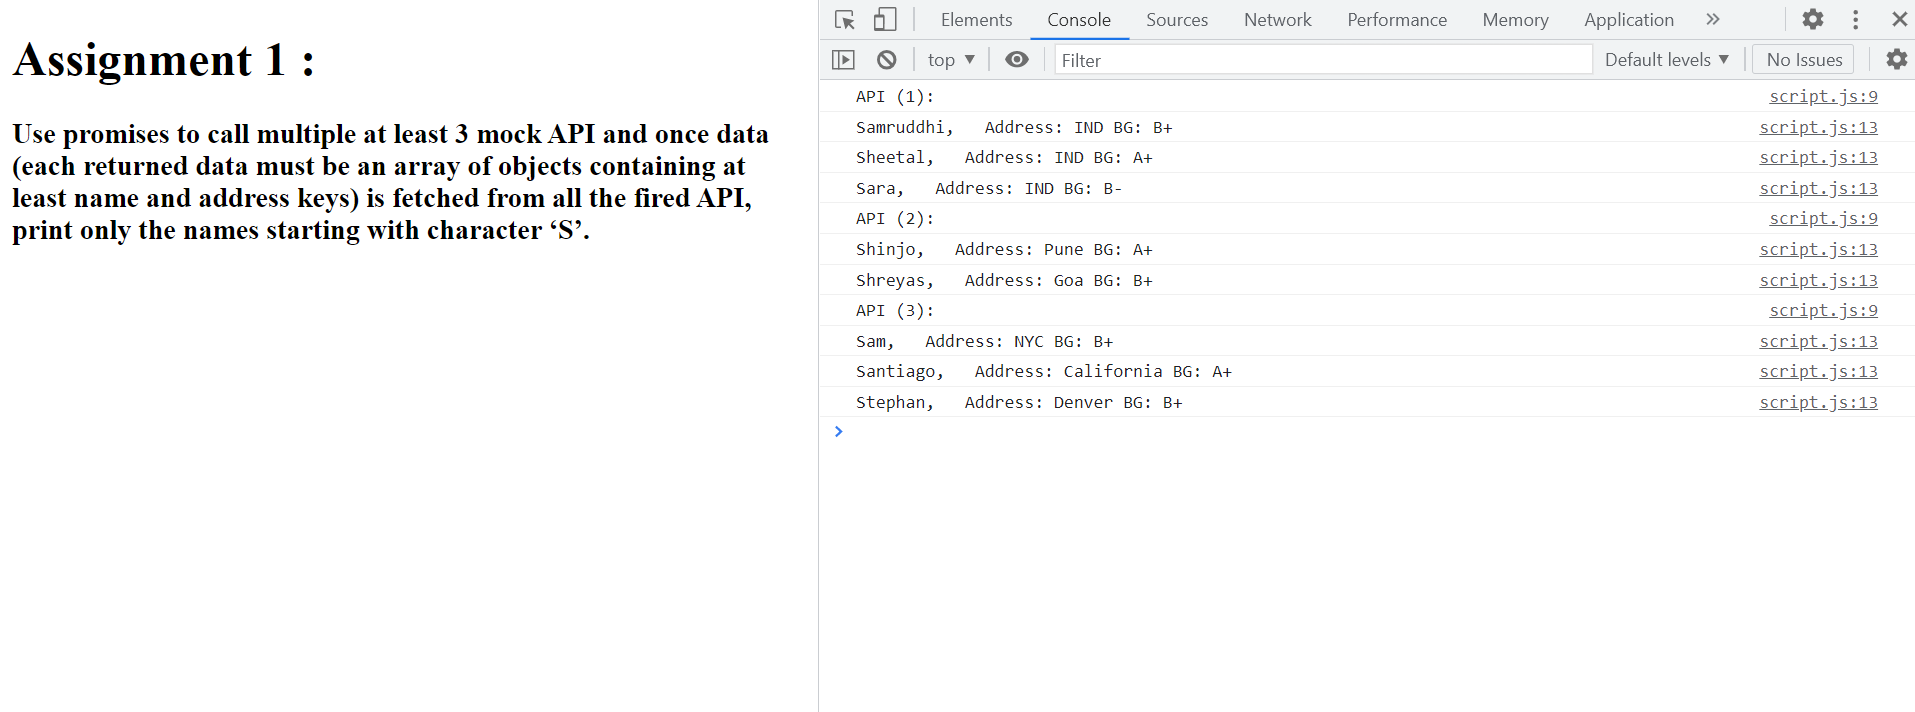 Assignment 1 :
Use promises to call multiple at least 3 mock API and once data
(each returned data must be an array of objects containing at
least name and address keys) is fetched from all the fired API,
print only the names starting with character ‘S’.
Elements Console Sources Network Performance Memory Application
top Filter Default levels No Issues
API (1): script.js:9
Samruddhi, Address: IND BG: B+ script.js:13
Sheetal, Address: IND BG: A+ script.js:13
Sara, Address: IND BG: B- script.js:13
API (2): script.js:9
Shinjo, Address: Pune BG: A+ script.js:13
Shreyas, Address: Goa BG: B+ script.js:13
API (3): script.js:9
Sam, Address: NYC BG: B+ script.js:13
Santiago, Address: California BG: A+ script.js:13
Stephan, Address: Denver BG: B+ script.js:13